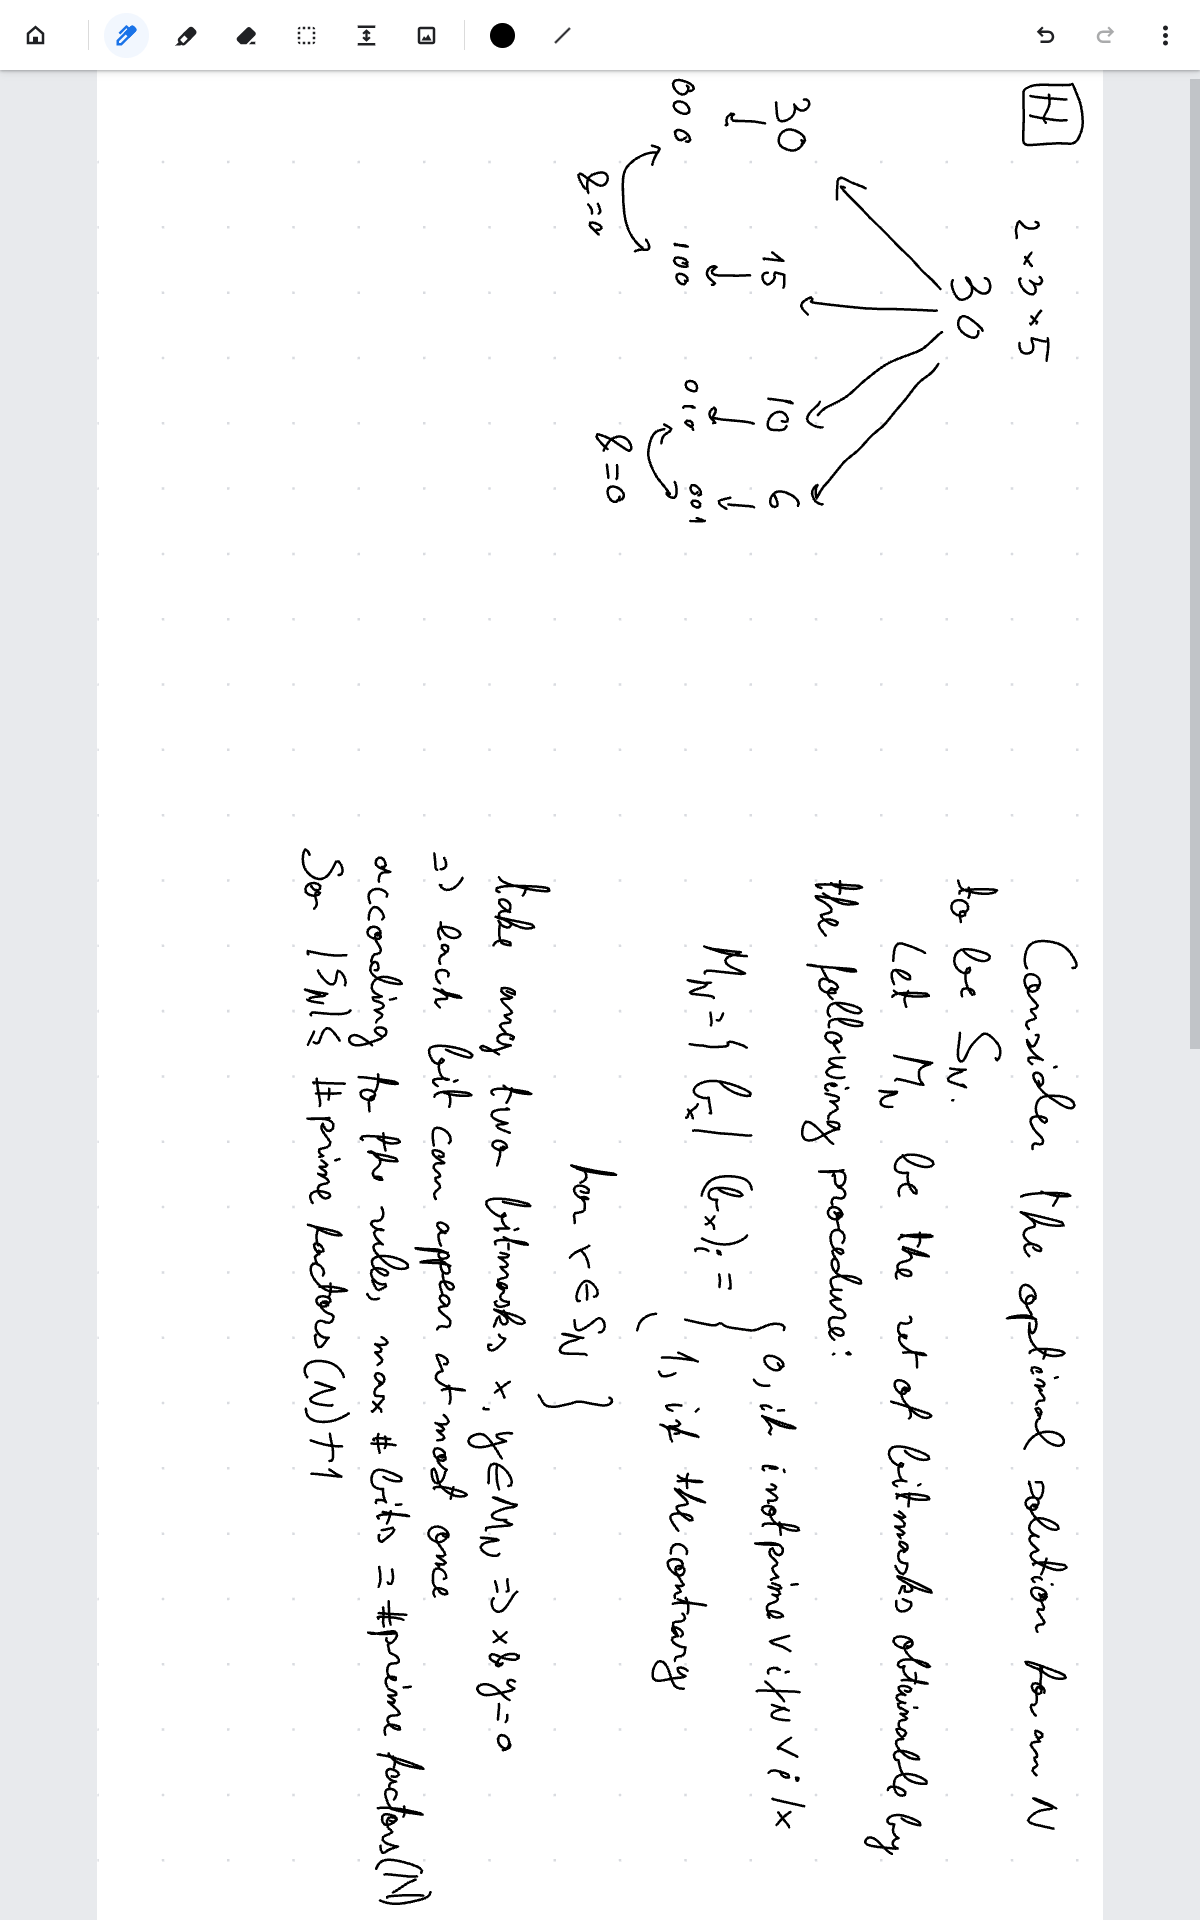 H
2 × 3 × 5
30
30 15 10 6
000 100 010 001
&=0 &=0
Consider the optimal solution for an N
to be S_N.
Let M_N be the set of bitmasks obtainable by
the following procedure:
M_N = { b_x | (b_x)_i = { 0, if i not prime ∨ i∤N ∨ i|x
1, if the contrary
, for x ∈ S_N }
take any two bitmasks x, y ∈ M_N => x & y = 0
=> each bit can appear at most once
according to the rules, max # bits = #prime factors(N)
So |S_N| ≤ #prime factors(N)+1